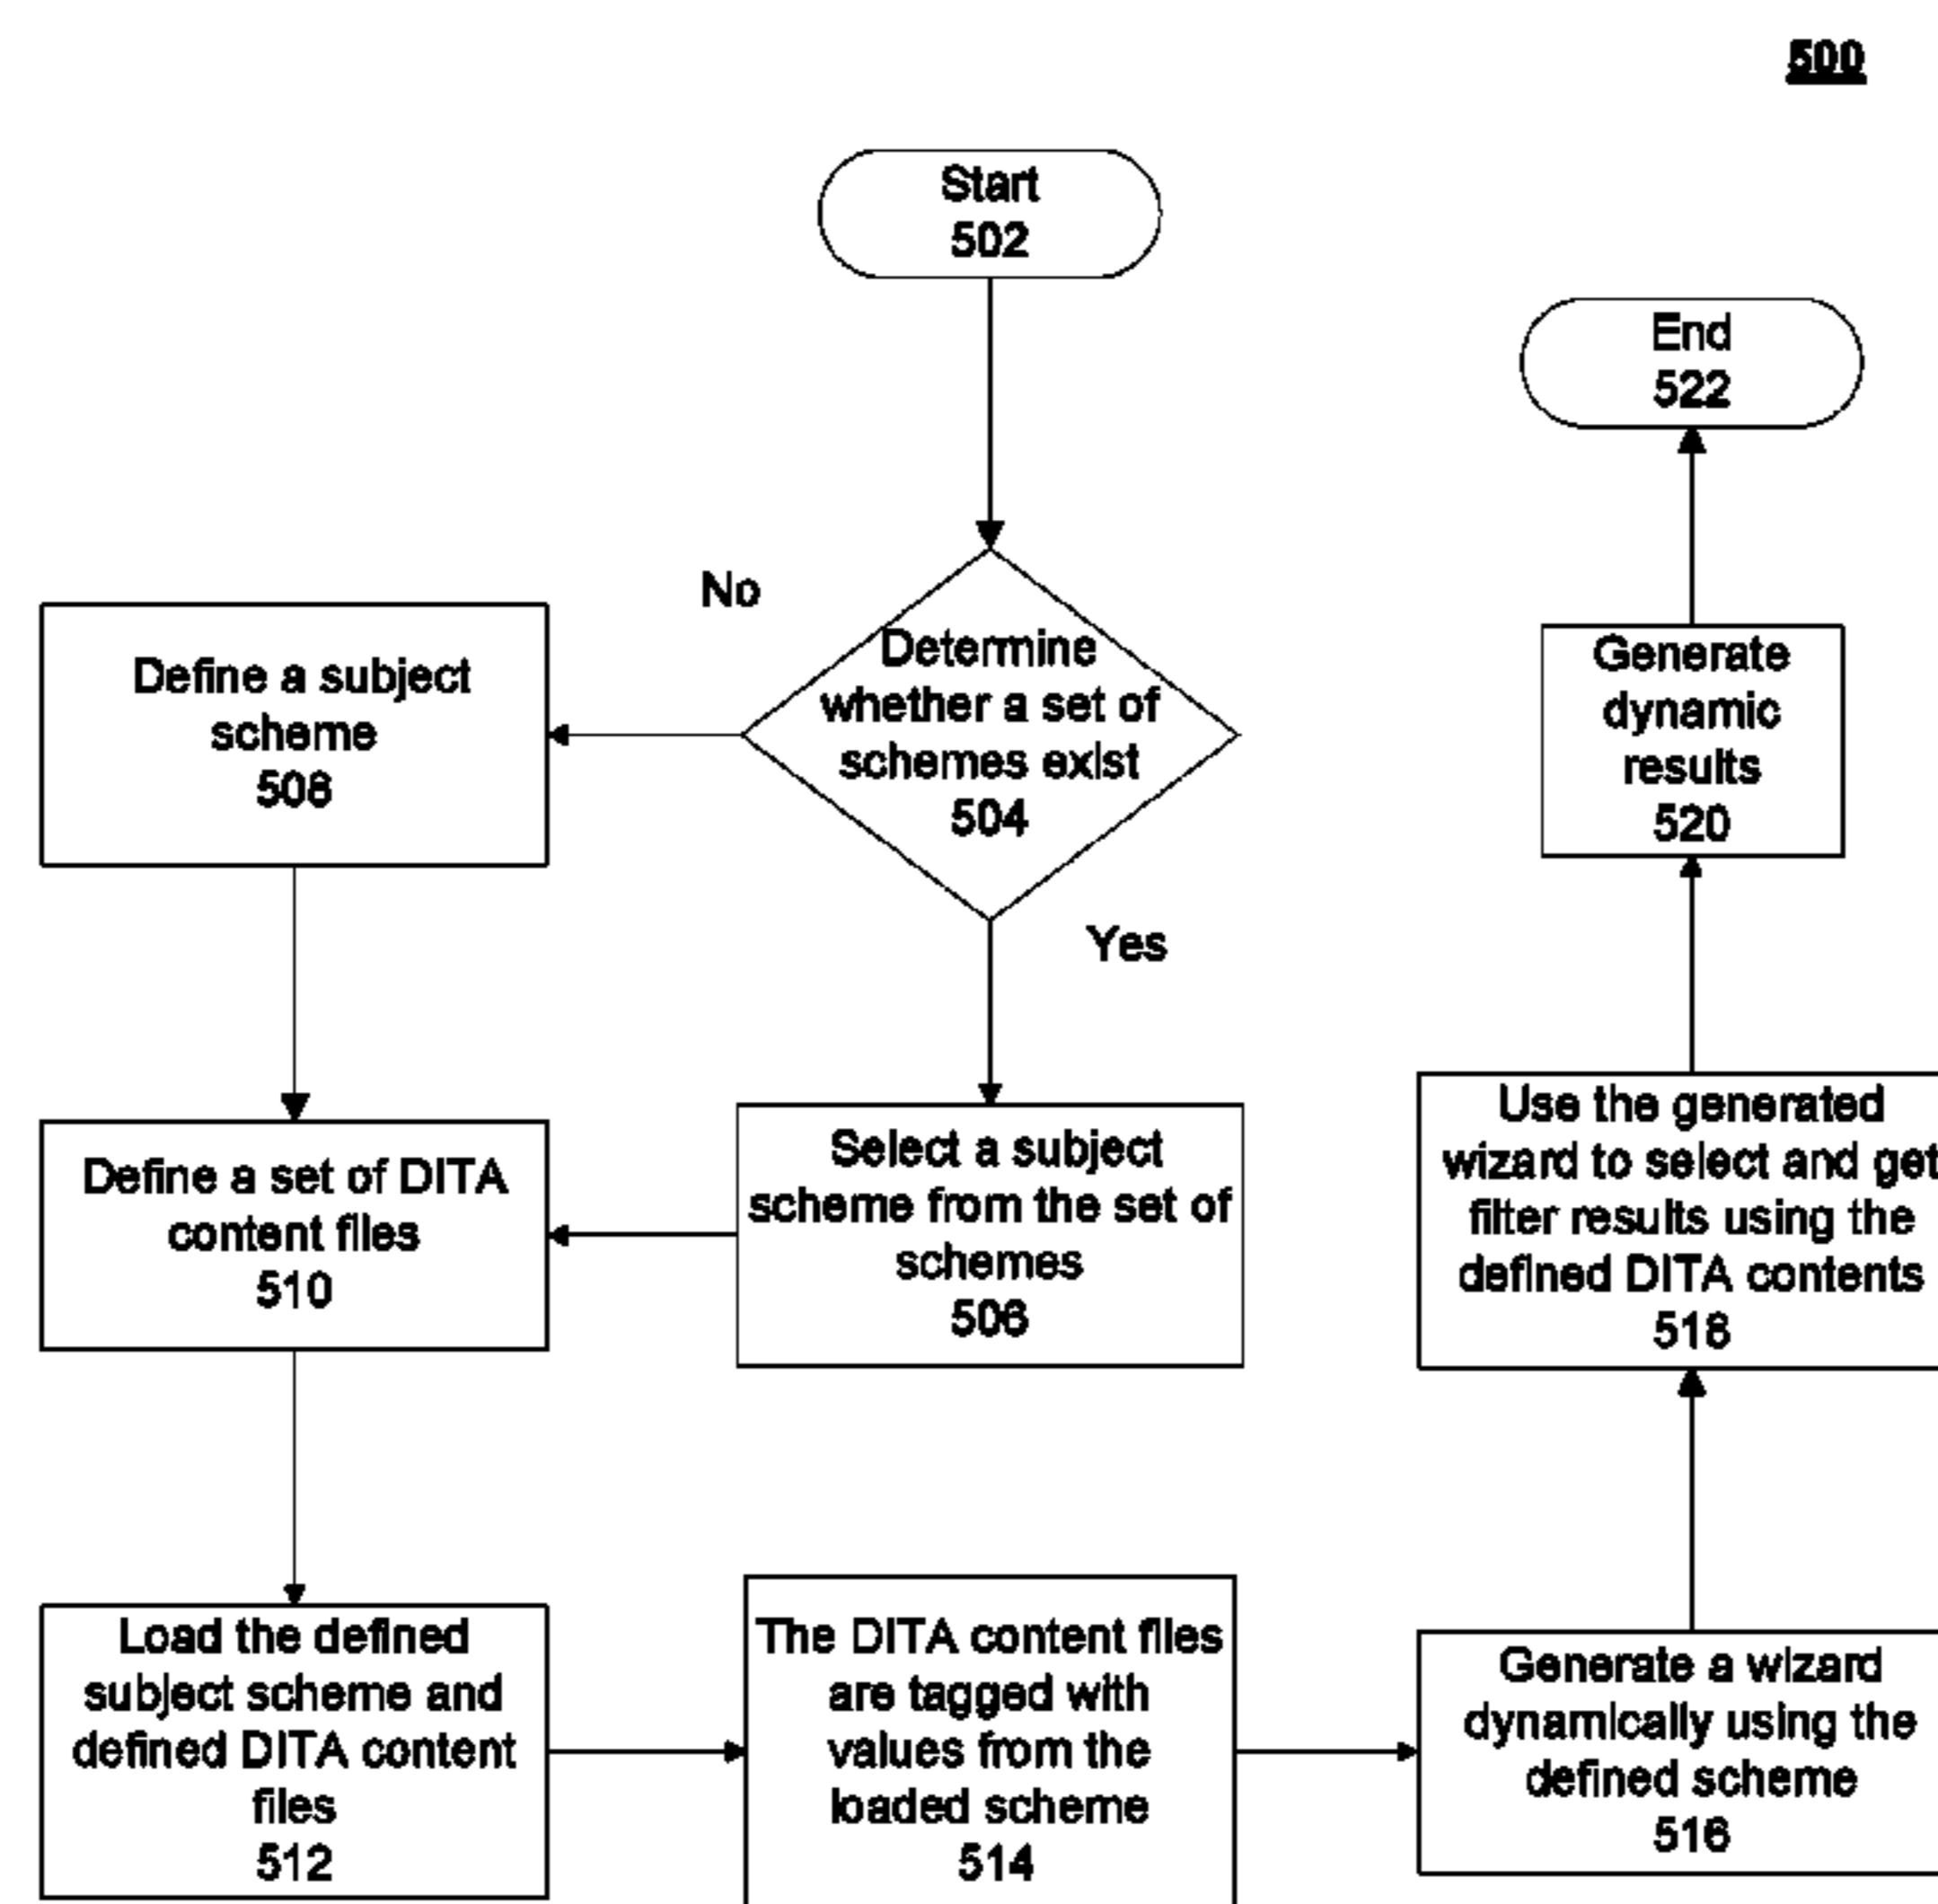 500
Start
502
No
Determine
whether a set of
schemes exist
504
Yes
Define a subject
scheme
508
Select a subject
scheme from the set of
schemes
506
Define a set of DITA
content files
510
Load the defined
subject scheme and
defined DITA content
files
512
The DITA content files
are tagged with
values from the
loaded scheme
514
Generate a wizard
dynamically using the
defined scheme
516
Use the generated
wizard to select and get
filter results using the
defined DITA contents
518
Generate
dynamic
results
520
End
522